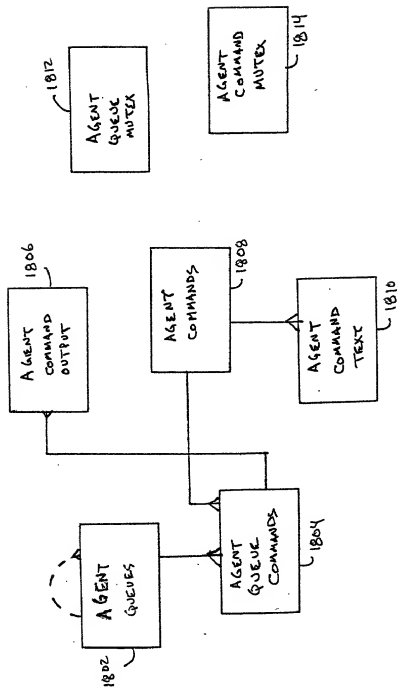 1802
AGENT
QUEUES
1804
AGENT
QUEUE
COMMANDS
1806
AGENT
COMMAND
OUTPUT
1808
AGENT
COMMANDS
1810
AGENT
COMMAND
TEXT
1812
AGENT
QUEUE
MUTEX
1814
AGENT
COMMAND
MUTEX